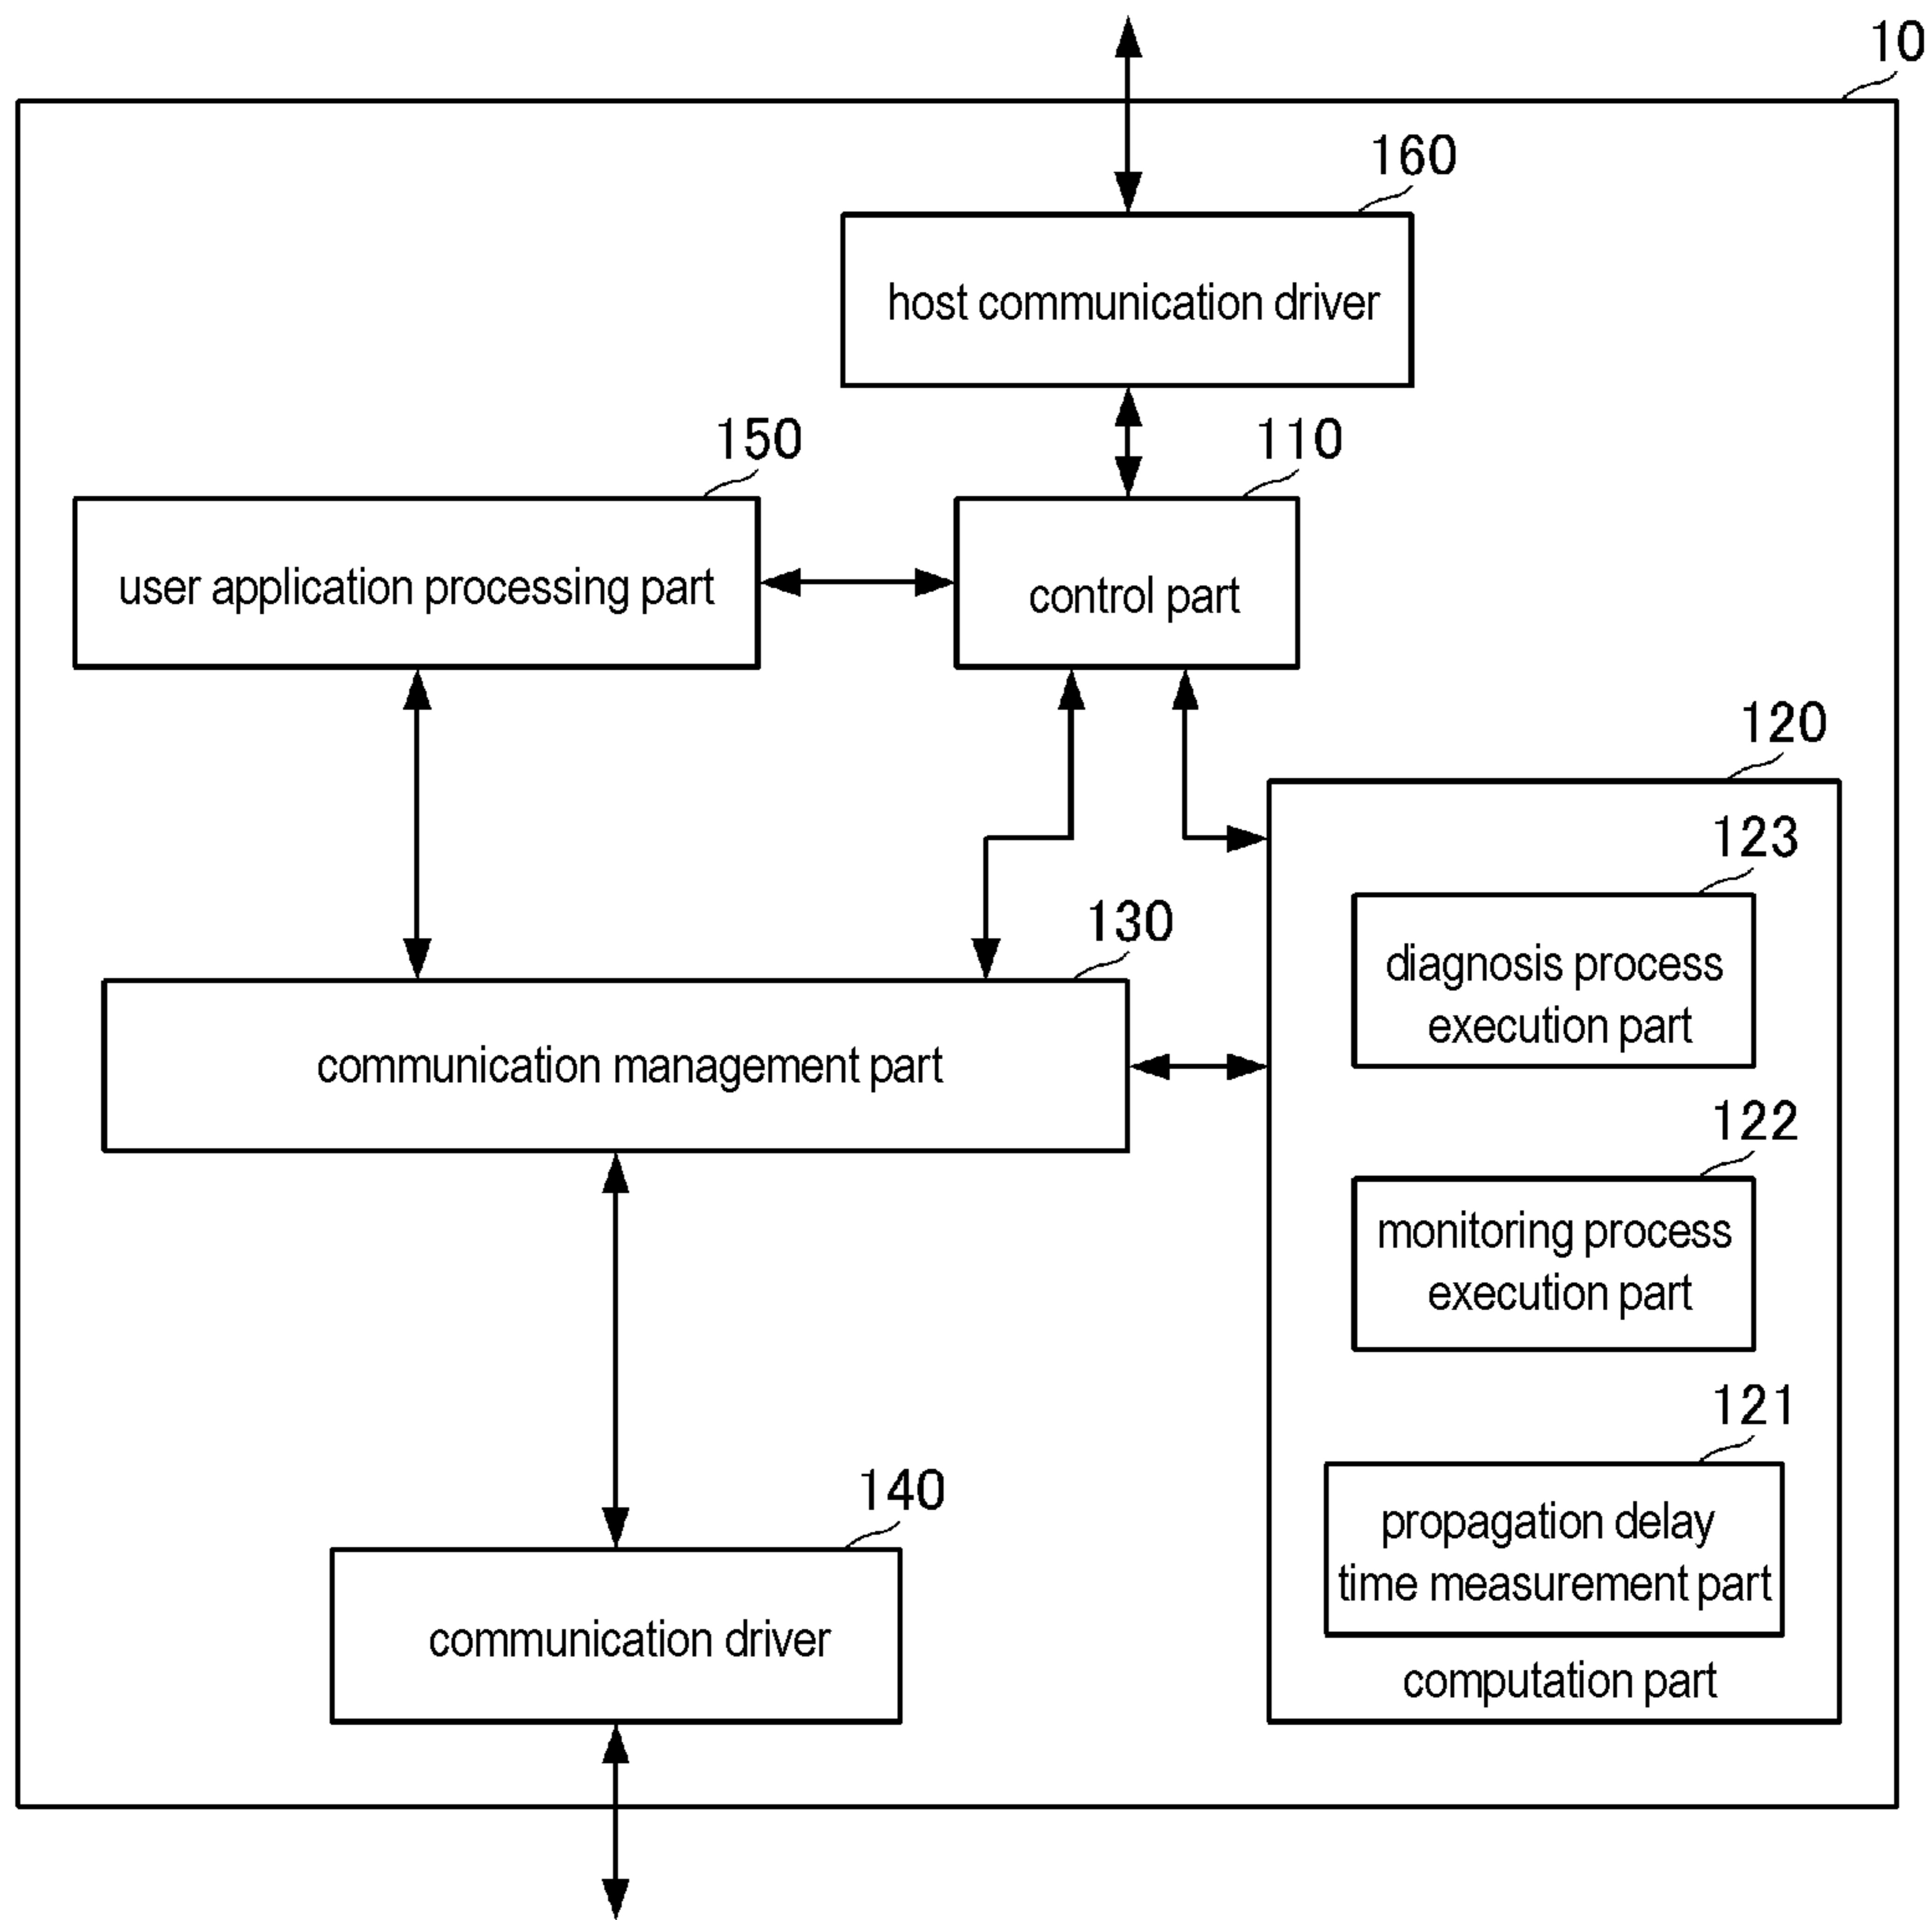 10
160
host communication driver
150
110
user application processing part
control part
120
123
diagnosis process
execution part
130
communication management part
122
monitoring process
execution part
121
propagation delay
time measurement part
computation part
140
communication driver